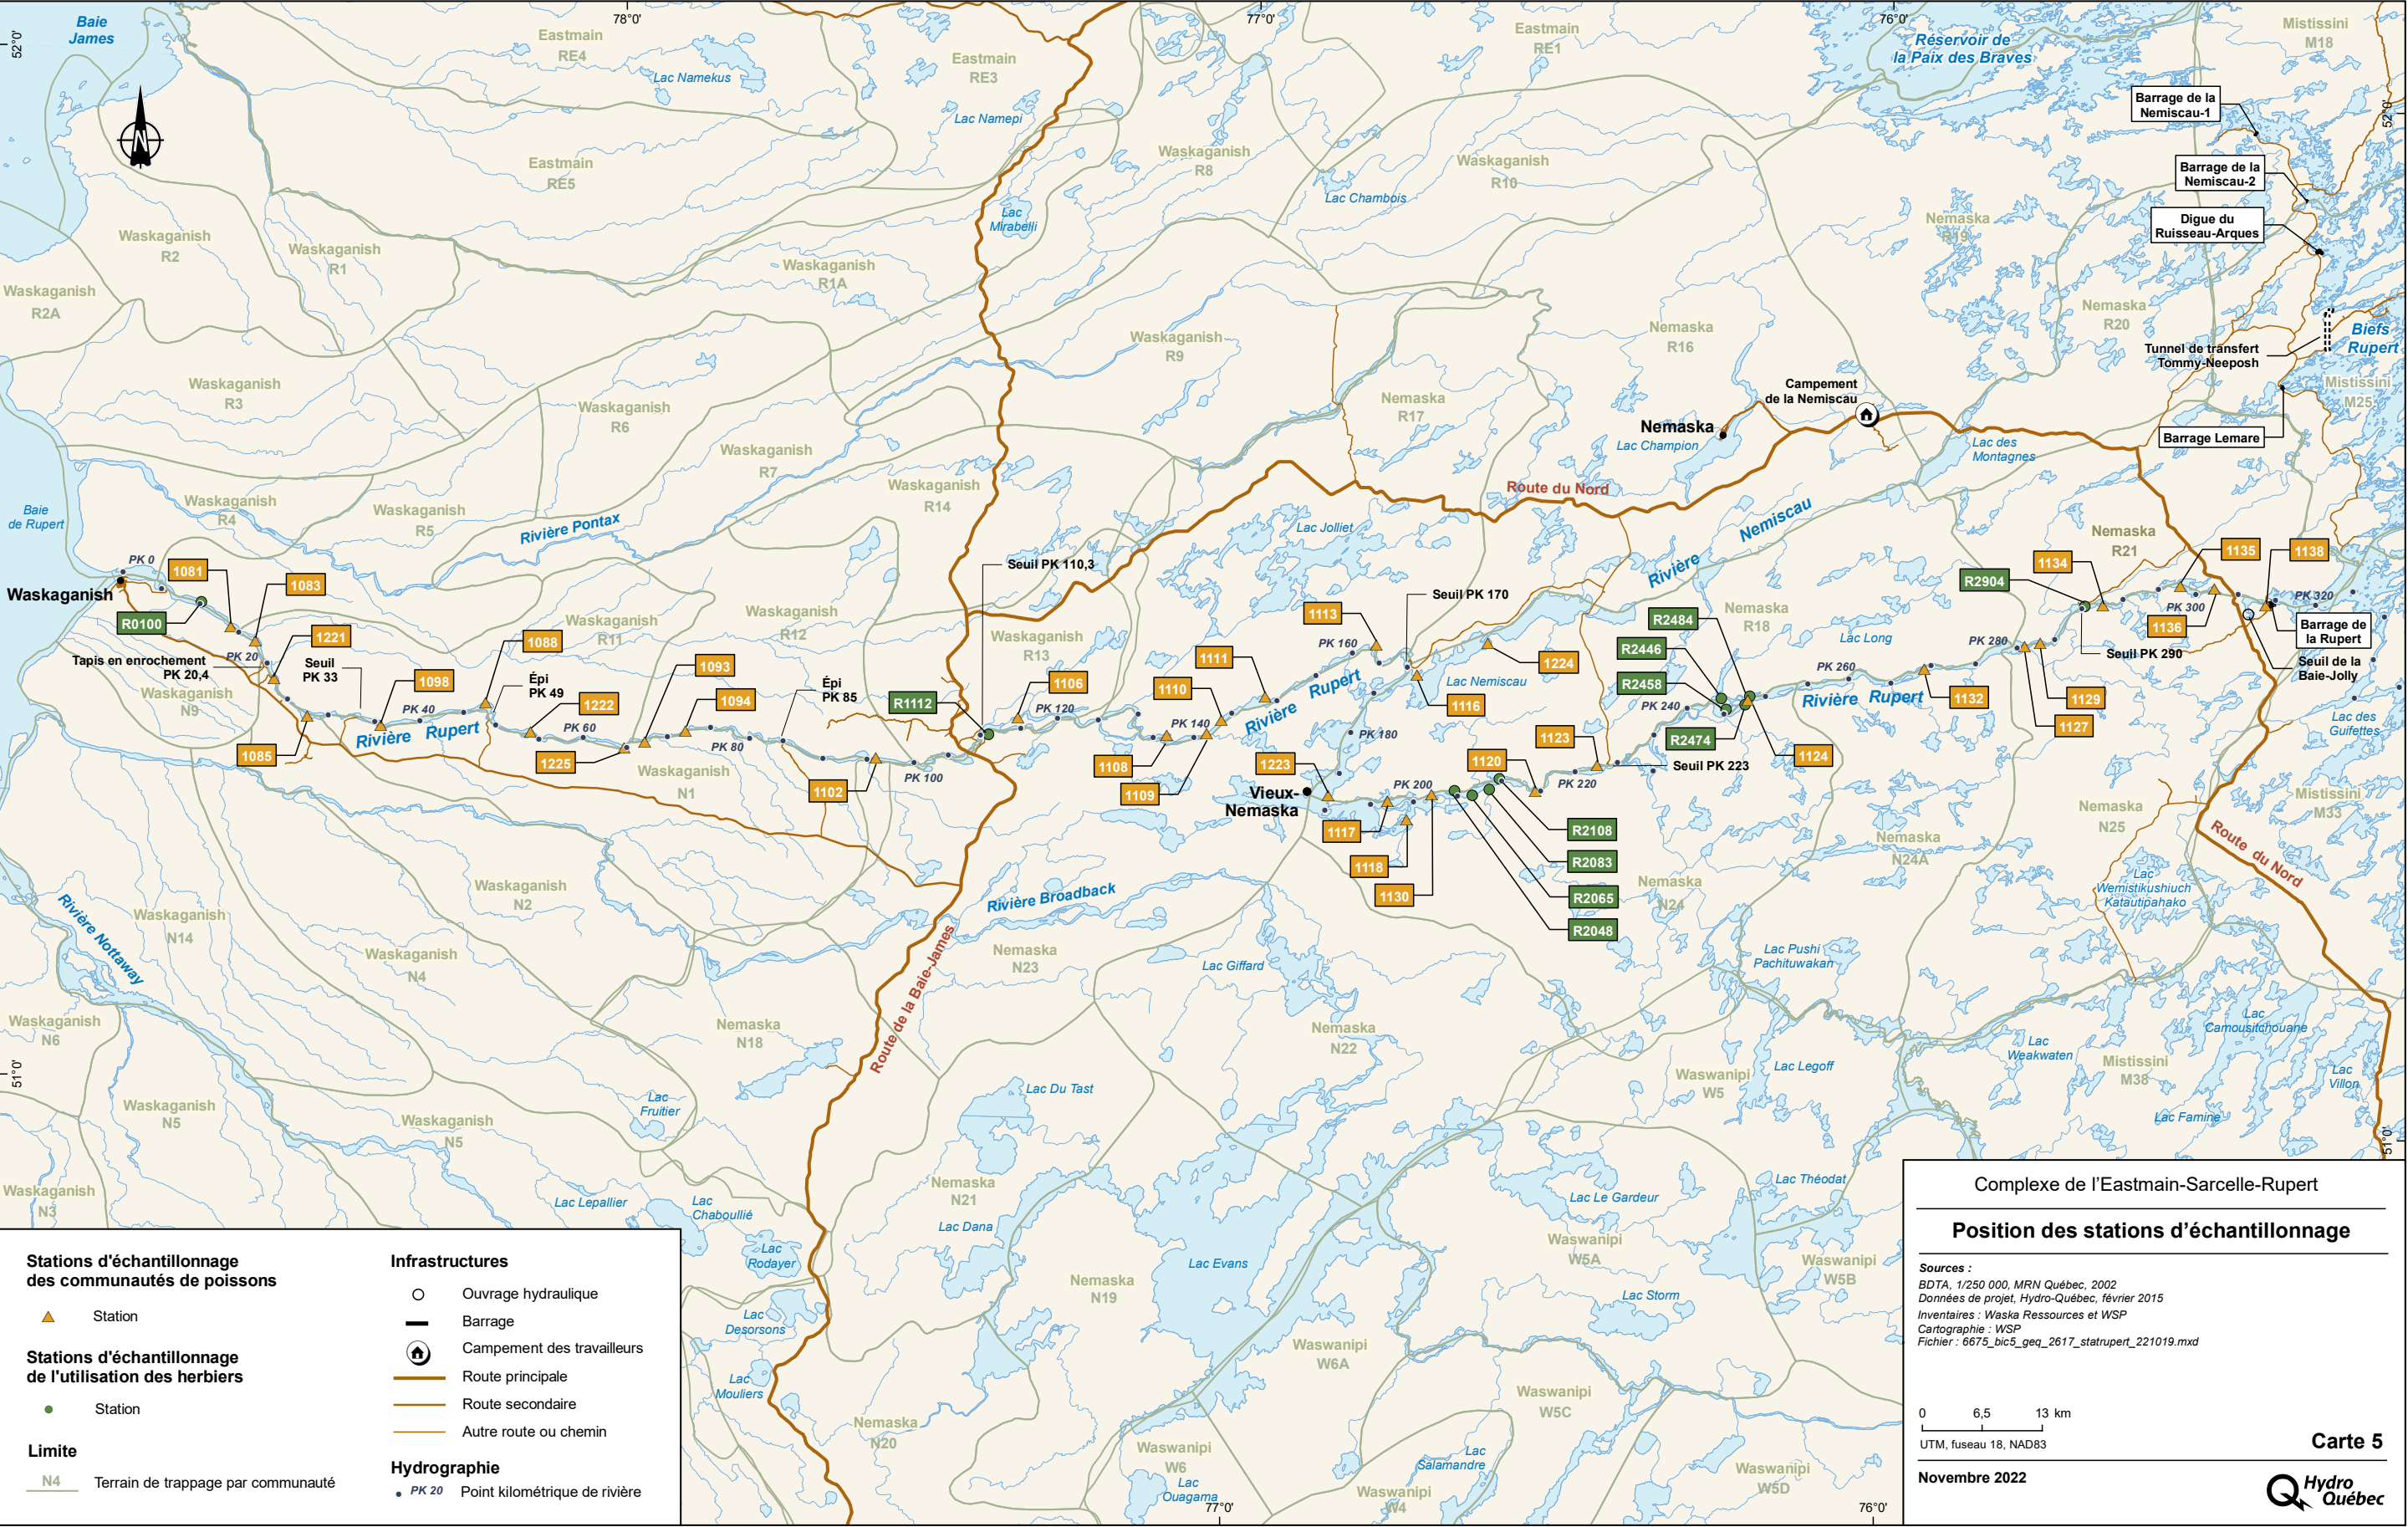 78°0'
77°0'
76°0'
52°0'
52°0'
Baie
James
Eastmain
RE4
Lac Namekus
Eastmain
RE3
Lac Namepi
Eastmain
RE1
Réservoir de
la Paix des Braves
Mistissini
M18
Barrage de la
Nemiscau-1
Barrage de la
Nemiscau-2
Digue du
Ruisseau-Arques
N
Eastmain
RE5
Waskaganish
R8
Waskaganish
R10
Lac Chambois
Lac
Mirabelli
Nemaska
R19
Waskaganish
R2
Waskaganish
R1
Waskaganish
R1A
Waskaganish
R2A
Nemaska
R20
Biefs
Rupert
Tunnel de transfert
Tommy-Neeposh
Waskaganish
R9
Nemaska
R16
Mistissini
M25
Waskaganish
R3
Waskaganish
R6
Nemaska
R17
Campement
de la Nemiscau
Nemaska
Lac Champion
Lac des
Montagnes
Barrage Lemare
Waskaganish
R7
Waskaganish
R14
Route du Nord
Waskaganish
R4
Waskaganish
R5
Rivière Pontax
Baie
de Rupert
Lac Jolliet
Rivière
Nemiscau
Nemaska
R21
PK 0
1081
1083
Waskaganish
R0100
1221
PK 20
Tapis en enrochement
PK 20,4
Seuil
PK 33
Waskaganish
N9
1085
1098
PK 40
Rivière Rupert
1088
Épi
PK 49
1222
PK 60
1225
Waskaganish
R11
1093
1094
PK 80
Waskaganish
R12
Épi
PK 85
1102
PK 100
R1112
Seuil PK 110,3
Waskaganish
R13
1106
PK 120
1108
1109
1110
1111
PK 140
Rivière
Rupert
1113
PK 160
Seuil PK 170
1116
Lac Nemiscau
1224
PK 180
1223
Vieux-
Nemaska
1117
1118
1130
PK 200
1120
1123
PK 220
Seuil PK 223
R2108
R2083
R2065
R2048
R2484
R2446
R2458
PK 240
R2474
1124
Nemaska
R18
Lac Long
PK 260
Rivière Rupert
1132
PK 280
1129
1127
Seuil PK 290
R2904
1134
1135
1138
PK 300
1136
PK 320
Barrage de
la Rupert
Seuil de la
Baie-Jolly
Lac des
Guifettes
Waskaganish
N1
Mistissini
M33
Nemaska
N25
Nemaska
N24A
Route du Nord
Nemaska
N24
Lac
Wemistikushiuch
Katautipahako
Rivière Broadback
Waskaganish
N2
Waskaganish
N14
Rivière Nottaway
Waskaganish
N4
Nemaska
N23
Lac Giffard
Lac Pushi
Pachituwakan
Route de la Baie-James
Waskaganish
N6
Nemaska
N18
Nemaska
N22
Lac
Camousitchouane
Lac
Weakwaten
Mistissini
M38
Lac
Villon
Lac Legoff
Waswanipi
W5
Lac Du Tast
51°0'
51°0'
Waskaganish
N5
Lac
Fruitier
Waskaganish
N5
Lac Famine
Waskaganish
N3
Lac Lepallier
Lac
Chaboullié
Nemaska
N21
Lac Dana
Lac Le Gardeur
Lac Théodat
Lac
Rodayer
Lac Evans
Waswanipi
W5A
Waswanipi
W5B
Nemaska
N19
Lac Storm
Lac
Desorsons
Waswanipi
W6A
Lac
Mouliers
Waswanipi
W5C
Nemaska
N20
Waswanipi
W6
Lac
Ouagama
Lac
Salamandre
Waswanipi
W4
Waswanipi
W5D
77°0'
76°0'
Stations d'échantillonnage
des communautés de poissons
Station
Stations d'échantillonnage
de l'utilisation des herbiers
Station
Limite
N4
Terrain de trappage par communauté
Infrastructures
Ouvrage hydraulique
Barrage
Campement des travailleurs
Route principale
Route secondaire
Autre route ou chemin
Hydrographie
PK 20
Point kilométrique de rivière
Complexe de l'Eastmain-Sarcelle-Rupert
Position des stations d'échantillonnage
Sources :
BDTA, 1/250 000, MRN Québec, 2002
Données de projet, Hydro-Québec, février 2015
Inventaires : Waska Ressources et WSP
Cartographie : WSP
Fichier : 6675_bic5_geq_2617_statrupert_221019.mxd
0 6,5 13 km
UTM, fuseau 18, NAD83
Carte 5
Novembre 2022
Hydro
Québec